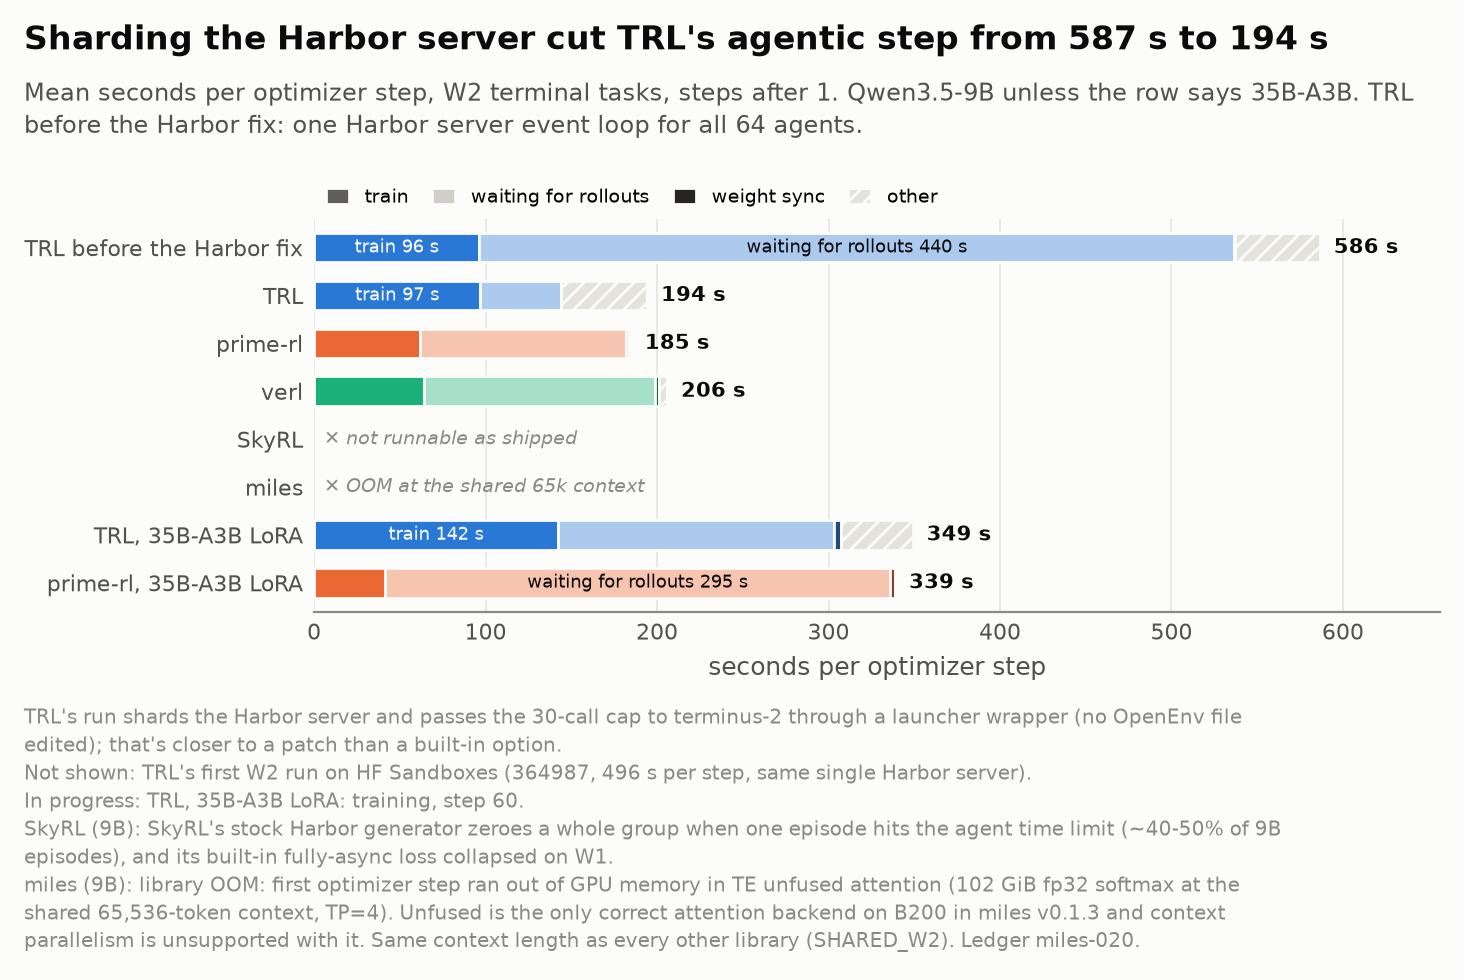 Sharding the Harbor server cut TRL's agentic step from 587 s to 194 s
Mean seconds per optimizer step, W2 terminal tasks, steps after 1. Qwen3.5-9B unless the row says 35B-A3B. TRL
before the Harbor fix: one Harbor server event loop for all 64 agents.
train waiting for rollouts weight sync other
TRL before the Harbor fix train 96 s waiting for rollouts 440 s 586 s
TRL train 97 s 194 s
prime-rl 185 s
verl 206 s
SkyRL ✕ not runnable as shipped
miles ✕ OOM at the shared 65k context
TRL, 35B-A3B LoRA train 142 s 349 s
prime-rl, 35B-A3B LoRA waiting for rollouts 295 s 339 s
0 100 200 300 400 500 600
seconds per optimizer step
TRL's run shards the Harbor server and passes the 30-call cap to terminus-2 through a launcher wrapper (no OpenEnv file
edited); that's closer to a patch than a built-in option.
Not shown: TRL's first W2 run on HF Sandboxes (364987, 496 s per step, same single Harbor server).
In progress: TRL, 35B-A3B LoRA: training, step 60.
SkyRL (9B): SkyRL's stock Harbor generator zeroes a whole group when one episode hits the agent time limit (~40-50% of 9B
episodes), and its built-in fully-async loss collapsed on W1.
miles (9B): library OOM: first optimizer step ran out of GPU memory in TE unfused attention (102 GiB fp32 softmax at the
shared 65,536-token context, TP=4). Unfused is the only correct attention backend on B200 in miles v0.1.3 and context
parallelism is unsupported with it. Same context length as every other library (SHARED_W2). Ledger miles-020.